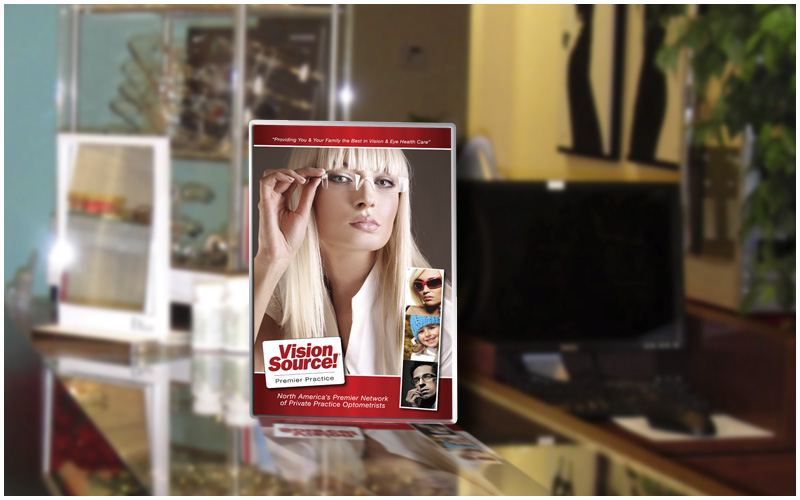 "Providing You & Your Family the Best in Vision & Eye Health Care"
Vision
Source!
Premier Practice
North America's Premier Network
of Private Practice Optometrists